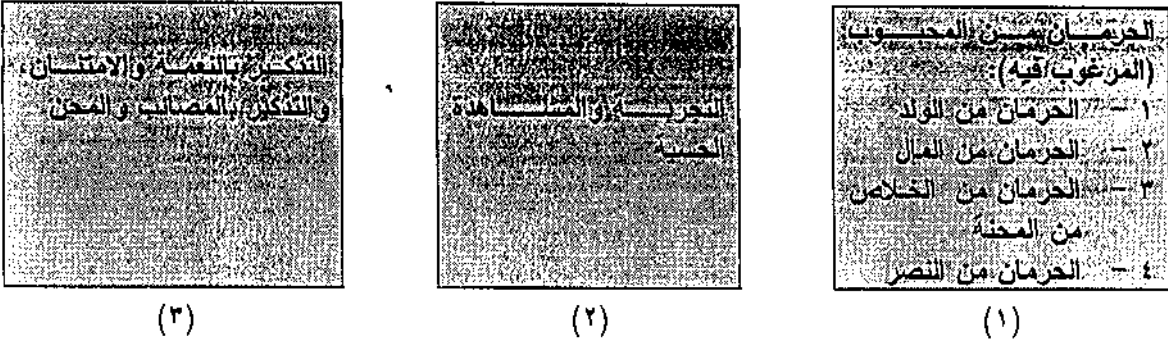 الحرمان من المحبوب
(المرغوب فيه):
١ - الحرمان من الولد
٢ - الحرمان من المال
٣ - الحرمان من الخلاص
من المحنة
٤ - الحرمان من النصر
(١)
التجربة والمشاهدة
الحسية
(٢)
التذكير بالنعمة والامتنان،
والتذكير بالمصائب والمحن
(٣)